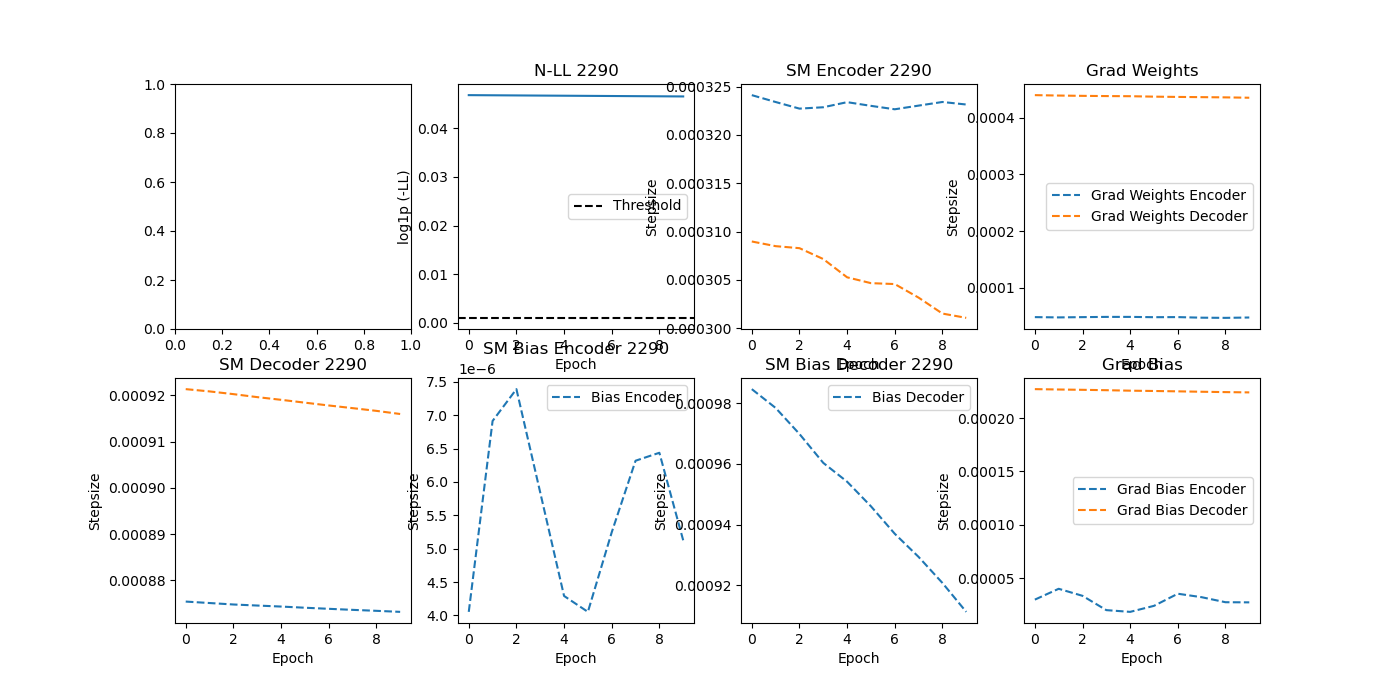 N-LL 2290
SM Encoder 2290
Grad Weights
1.0
0.8
0.6
0.4
0.2
0.0
0.0 0.2 0.4 0.6 0.8 1.0
log1p (-LL)
0.04
0.03
0.02
0.01
0.00
Threshold
0 2 4 6 8
Epoch
Stepsize
0.000325
0.000320
0.000315
0.000310
0.000305
0.000300
0 2 4 6 8
Epoch
Stepsize
0.0004
0.0003
0.0002
0.0001
Grad Weights Encoder
Grad Weights Decoder
0 2 4 6 8
Epoch
SM Decoder 2290
Stepsize
0.00092
0.00091
0.00090
0.00089
0.00088
0 2 4 6 8
Epoch
SM Bias Encoder 2290
1e−6
Stepsize
7.5
7.0
6.5
6.0
5.5
5.0
4.5
4.0
Bias Encoder
0 2 4 6 8
Epoch
SM Bias Decoder 2290
Stepsize
0.00098
0.00096
0.00094
0.00092
Bias Decoder
0 2 4 6 8
Epoch
Grad Bias
Stepsize
0.00020
0.00015
0.00010
0.00005
Grad Bias Encoder
Grad Bias Decoder
0 2 4 6 8
Epoch